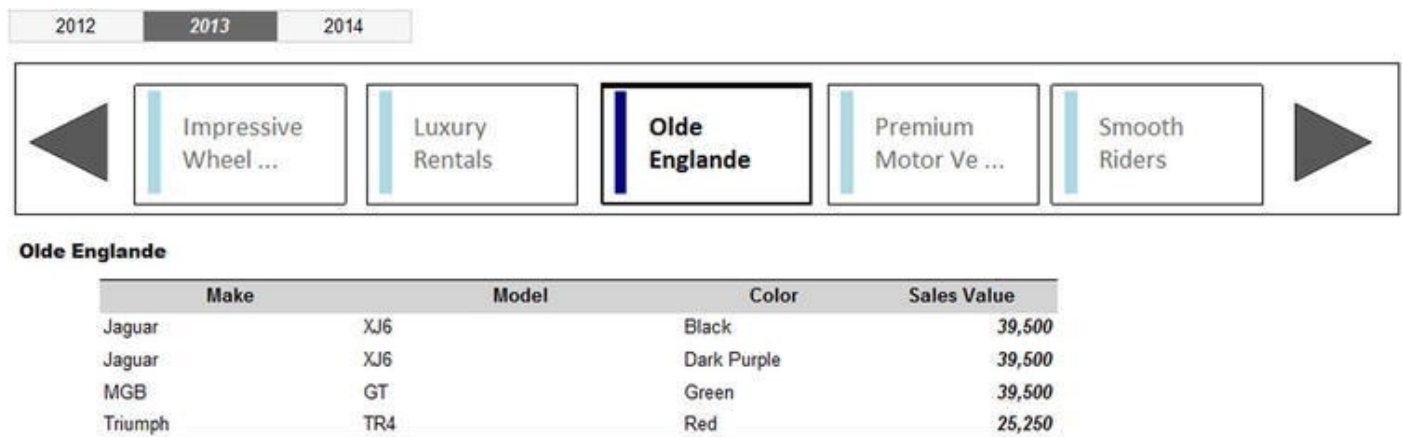 2012 2013 2014
Impressive Luxury Olde Premium Smooth
Wheel ... Rentals Englande Motor Ve ... Riders
Olde Englande
Make Model Color Sales Value
Jaguar XJ6 Black 39,500
Jaguar XJ6 Dark Purple 39,500
MGB GT Green 39,500
Triumph TR4 Red 25,250